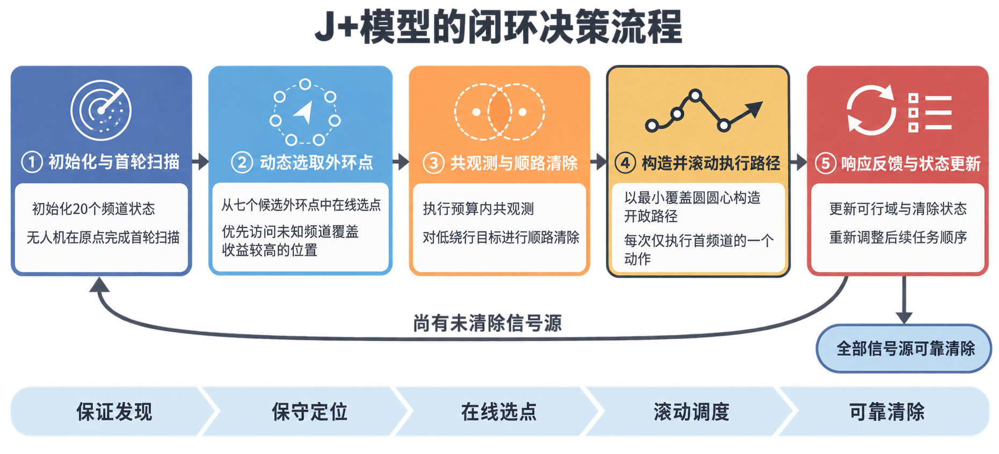 J+模型的闭环决策流程
① 初始化与首轮扫描
初始化20个频道状态
无人机在原点完成首轮扫描
② 动态选取外环点
从七个候选外环点中在线选点
优先访问未知频道覆盖
收益较高的位置
③ 共观测与顺路清除
执行预算内共观测
对低绕行目标进行顺路清除
④ 构造并滚动执行路径
以最小覆盖圆圆心构造
开政路径
每次仅执行首频道的一个
动作
⑤ 响应反馈与状态更新
更新可行域与清除状态
重新调整后续任务顺序
尚有未清除信号源
全部信号源可靠清除
保证发现
保守定位
在线选点
滚动调度
可靠清除